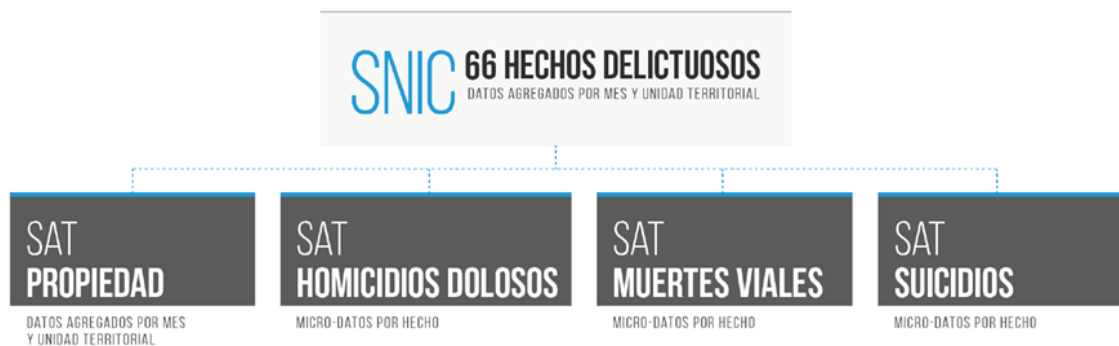 SNIC
66 HECHOS DELICTUOSOS
DATOS AGREGADOS POR MES Y UNIDAD TERRITORIAL
SAT
PROPIEDAD
DATOS AGREGADOS POR MES
Y UNIDAD TERRITORIAL
SAT
HOMICIDIOS DOLOSOS
MICRO-DATOS POR HECHO
SAT
MUERTES VIALES
MICRO-DATOS POR HECHO
SAT
SUICIDIOS
MICRO-DATOS POR HECHO